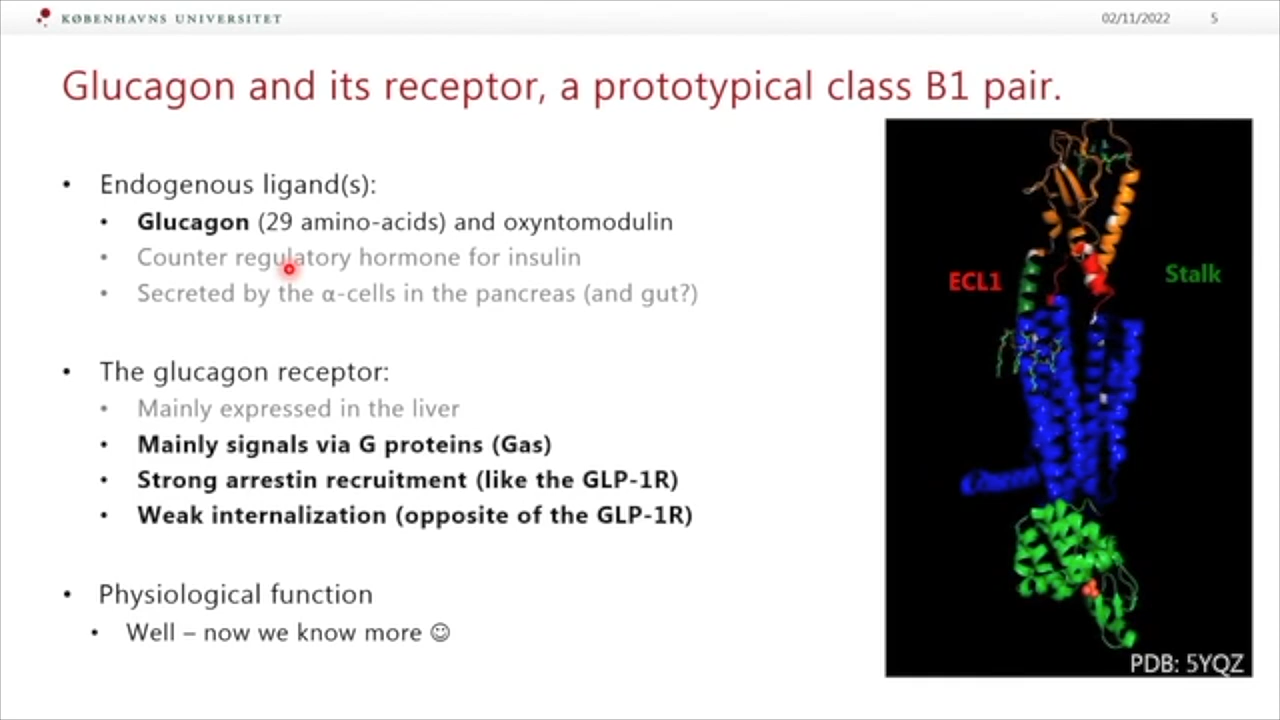 KØBENHAVNS UNIVERSITET
02/11/2022 5
Glucagon and its receptor, a prototypical class B1 pair.
• Endogenous ligand(s):
• Glucagon (29 amino-acids) and oxyntomodulin
• Counter regulatory hormone for insulin
• Secreted by the α-cells in the pancreas (and gut?)
• The glucagon receptor:
• Mainly expressed in the liver
• Mainly signals via G proteins (Gas)
• Strong arrestin recruitment (like the GLP-1R)
• Weak internalization (opposite of the GLP-1R)
• Physiological function
• Well – now we know more ☺
ECL1
Stalk
PDB: 5YQZ